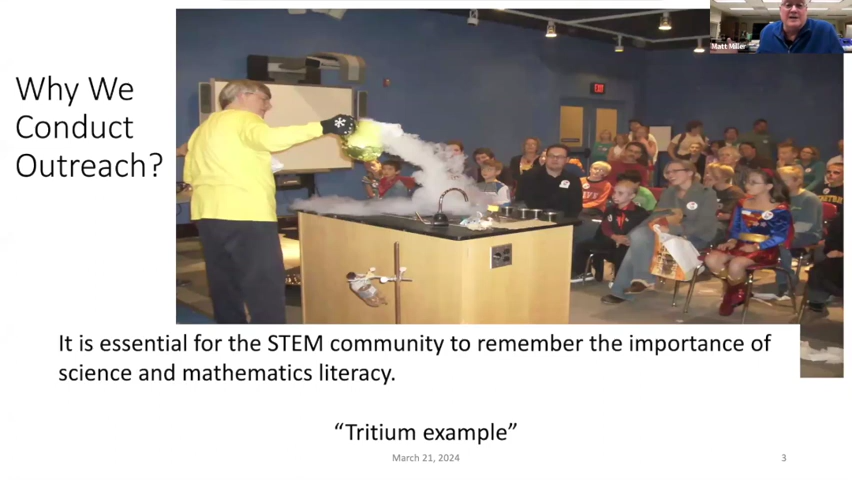 Why We
Conduct
Outreach?
Matt Miller
EXIT
It is essential for the STEM community to remember the importance of
science and mathematics literacy.
“Tritium example”
March 21, 2024
3